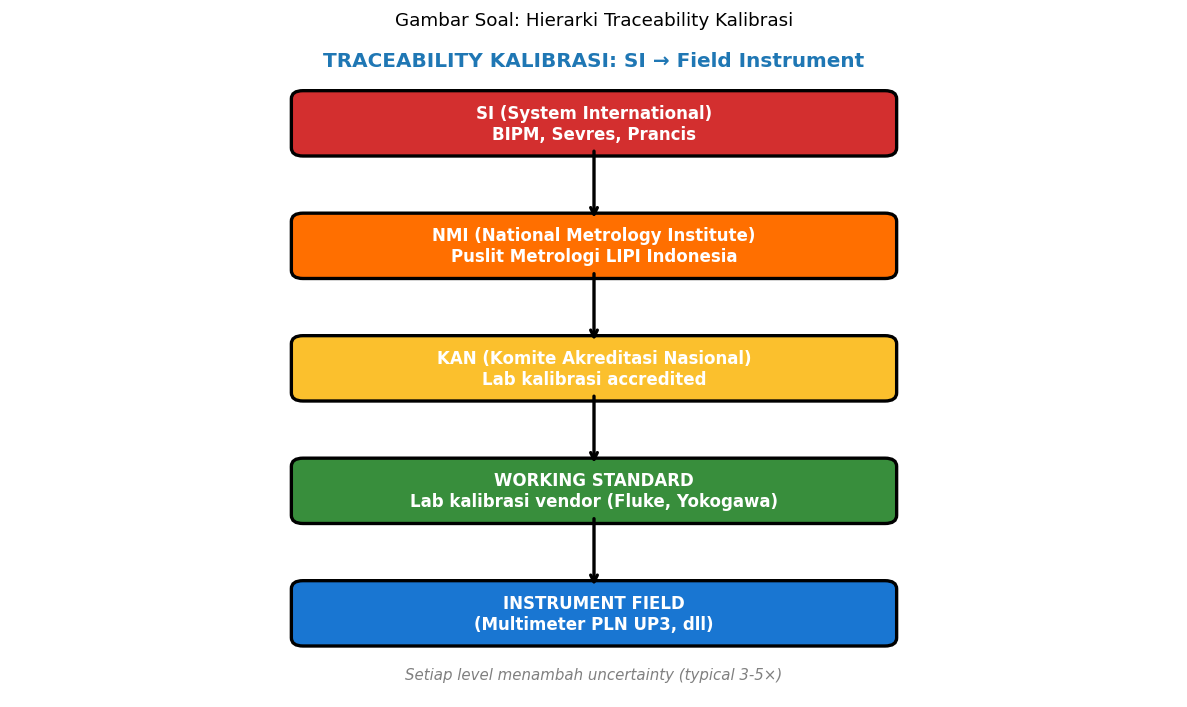 Gambar Soal: Hierarki Traceability Kalibrasi
TRACEABILITY KALIBRASI: SI → Field Instrument
SI (System International)
BIPM, Sevres, Prancis
NMI (National Metrology Institute)
Puslit Metrologi LIPI Indonesia
KAN (Komite Akreditasi Nasional)
Lab kalibrasi accredited
WORKING STANDARD
Lab kalibrasi vendor (Fluke, Yokogawa)
INSTRUMENT FIELD
(Multimeter PLN UP3, dll)
Setiap level menambah uncertainty (typical 3-5×)